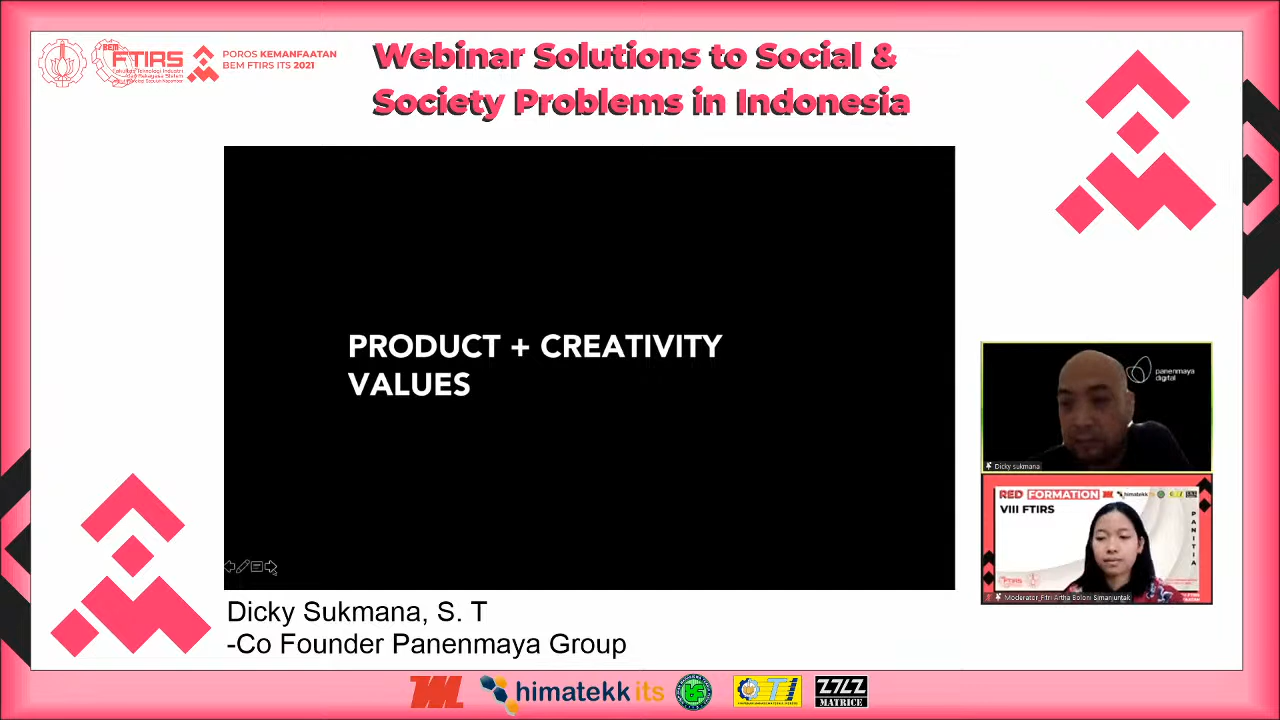 BEM
FTIRS
POROS KEMANFAATAN
BEM FTIRS ITS 2021
Webinar Solutions to Social &
Society Problems in Indonesia
PRODUCT + CREATIVITY
VALUES
panenmaya
digital
Dicky sukmana
RED FORMATION
himatekk
VIII FTIRS
PANITIA
Moderator_Fitri Artha Boloni Simanjuntak
Dicky Sukmana, S. T
-Co Founder Panenmaya Group
himatekk its
MATRICE